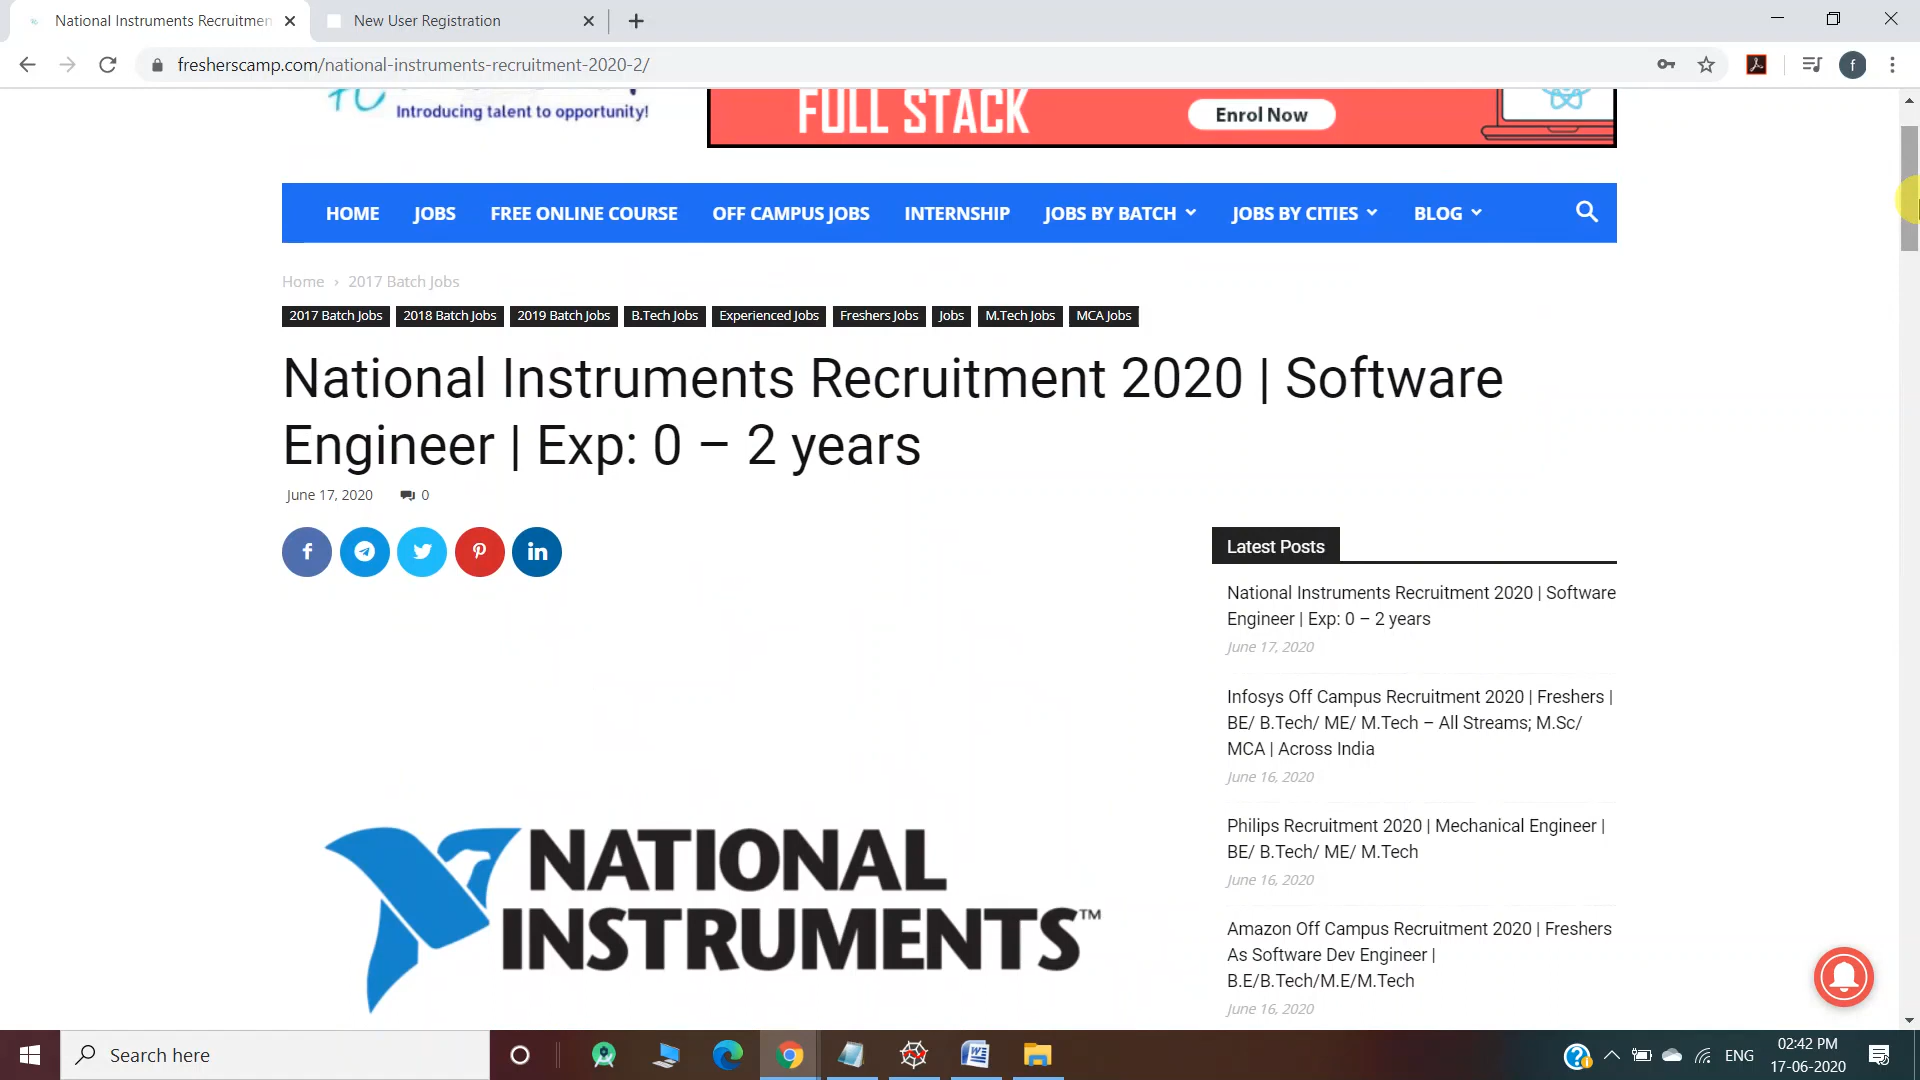 National Instruments Recruitmen
New User Registration
fresherscamp.com/national-instruments-recruitment-2020-2/
Introducing talent to opportunity!
FULL STACK
Enrol Now
HOME
JOBS
FREE ONLINE COURSE
OFF CAMPUS JOBS
INTERNSHIP
JOBS BY BATCH
JOBS BY CITIES
BLOG
Home › 2017 Batch Jobs
2017 Batch Jobs
2018 Batch Jobs
2019 Batch Jobs
B.Tech Jobs
Experienced Jobs
Freshers Jobs
Jobs
M.Tech Jobs
MCA Jobs
National Instruments Recruitment 2020 | Software
Engineer | Exp: 0 – 2 years
June 17, 2020
0
NATIONAL
INSTRUMENTS™
Latest Posts
National Instruments Recruitment 2020 | Software
Engineer | Exp: 0 – 2 years
June 17, 2020
Infosys Off Campus Recruitment 2020 | Freshers |
BE/ B.Tech/ ME/ M.Tech – All Streams; M.Sc/
MCA | Across India
June 16, 2020
Philips Recruitment 2020 | Mechanical Engineer |
BE/ B.Tech/ ME/ M.Tech
June 16, 2020
Amazon Off Campus Recruitment 2020 | Freshers
As Software Dev Engineer |
B.E/B.Tech/M.E/M.Tech
June 16, 2020
Search here
ENG
02:42 PM
17-06-2020